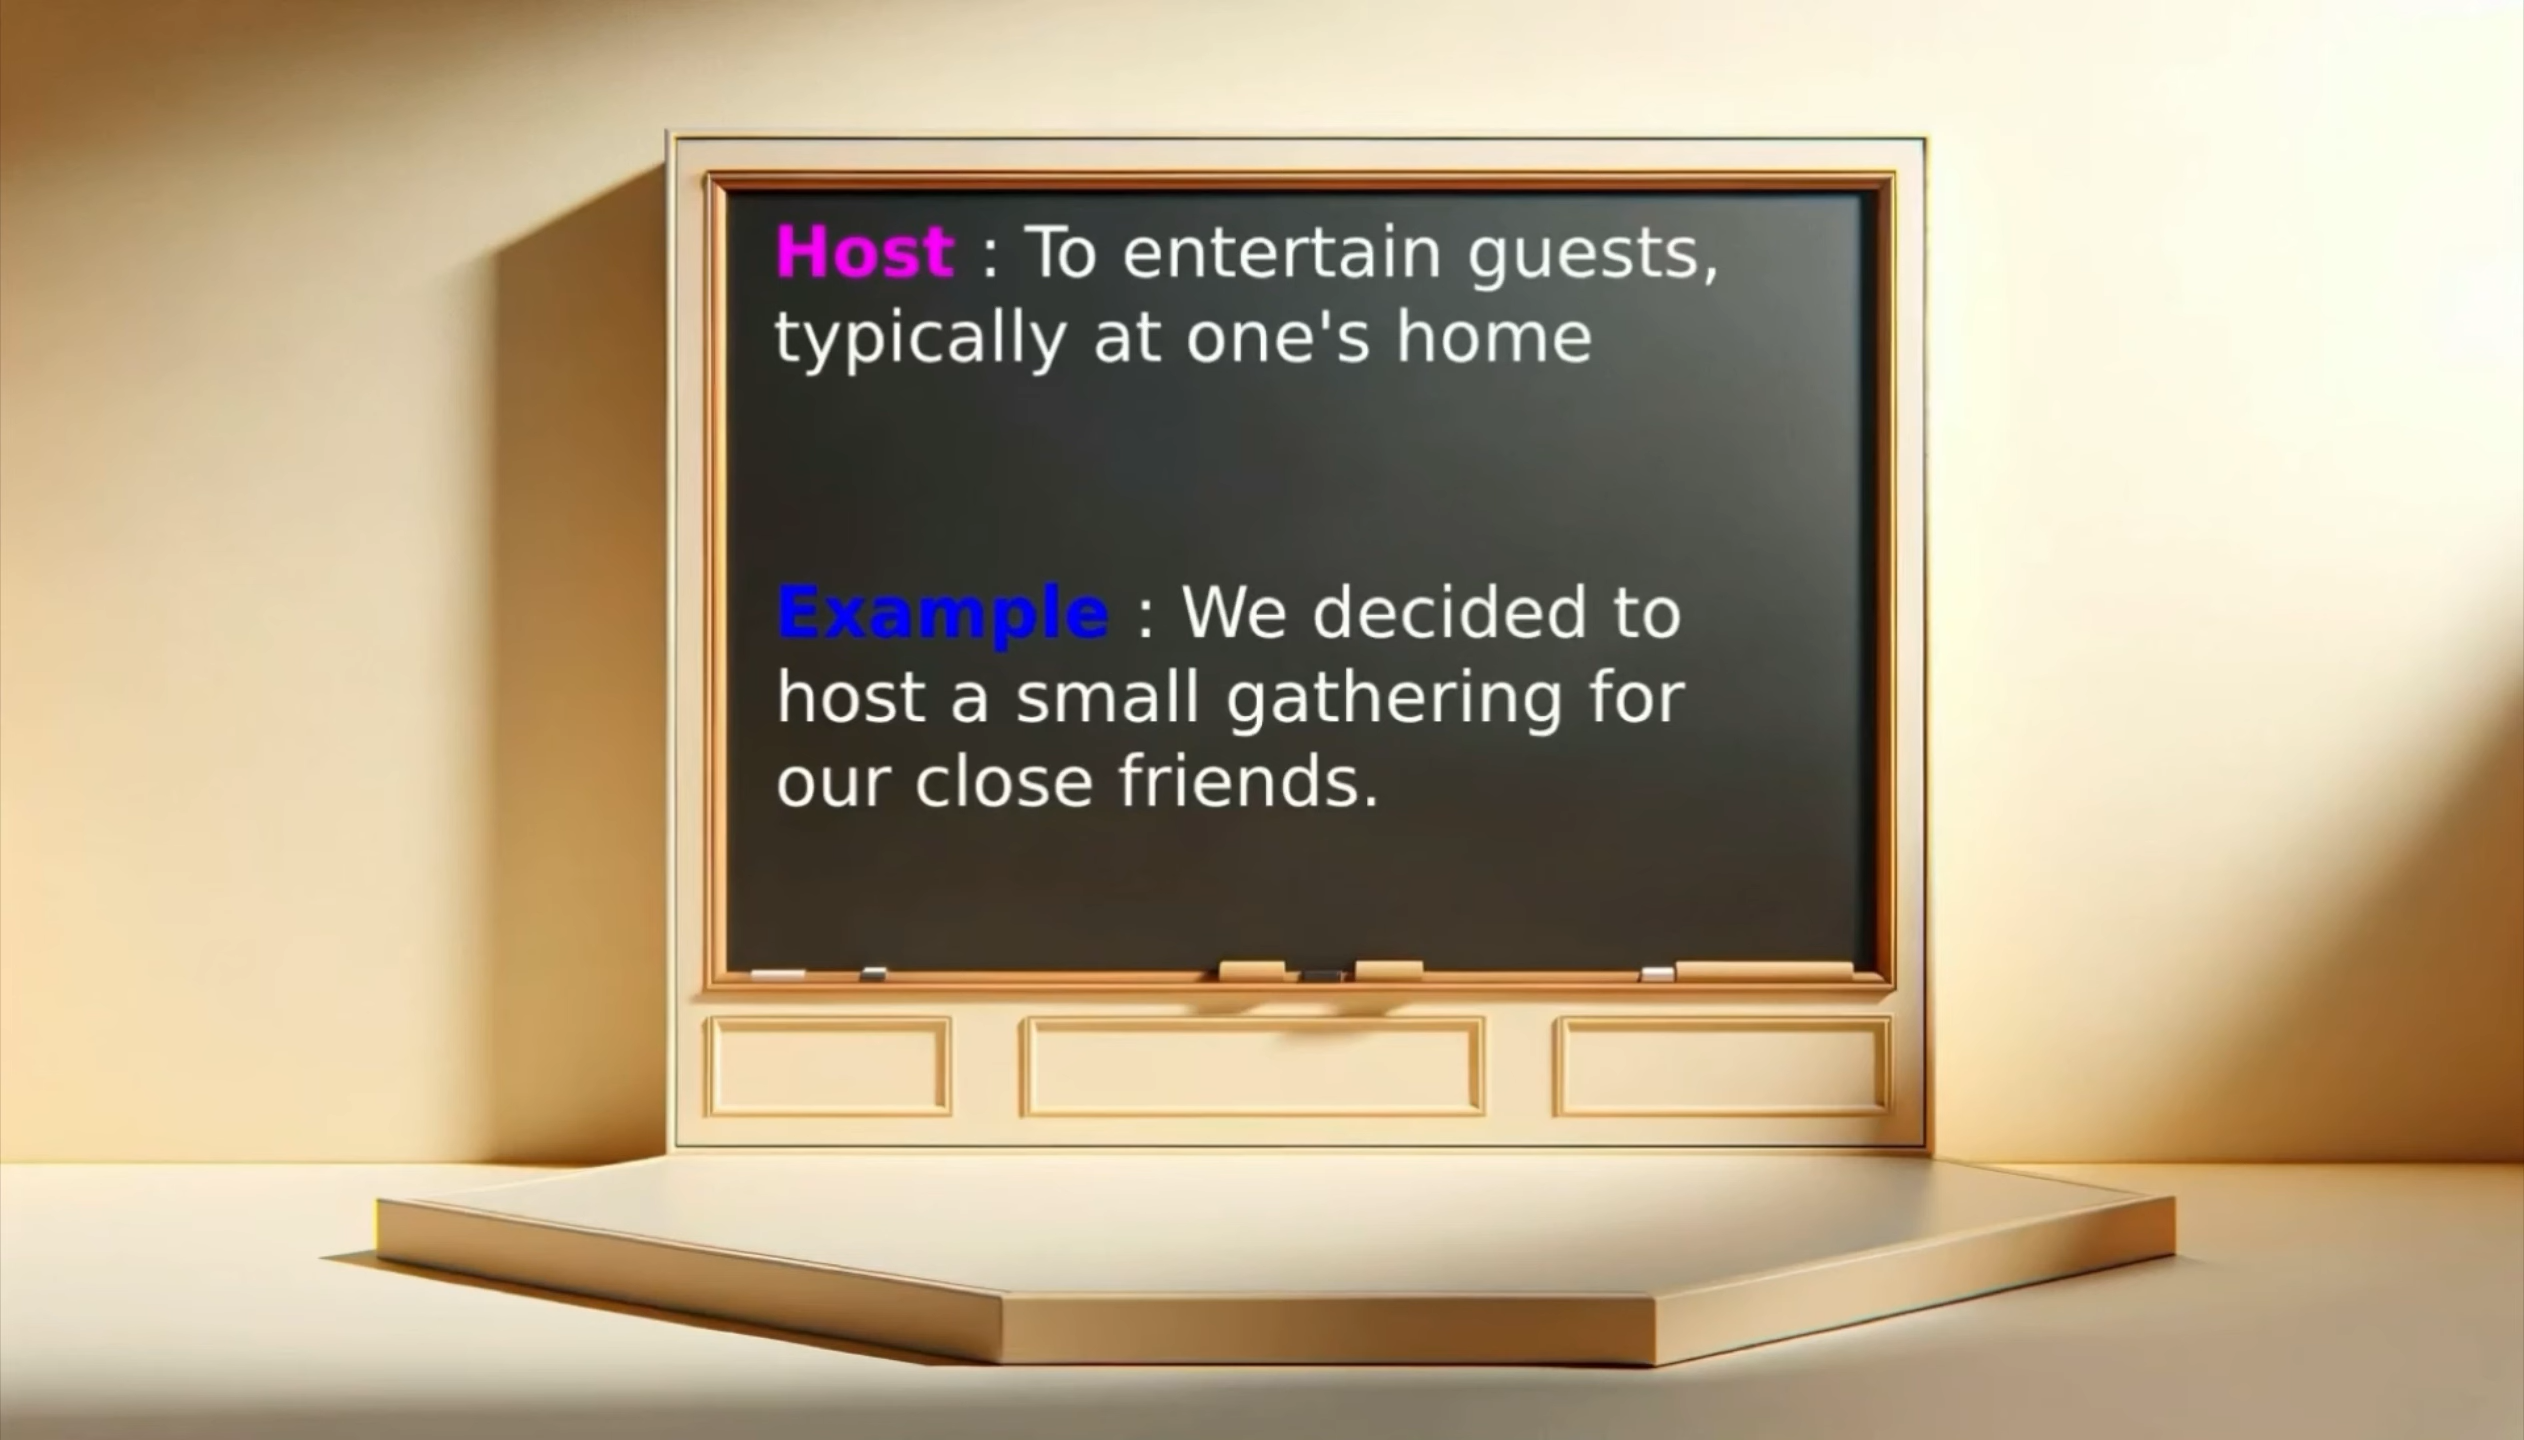 Host : To entertain guests,
typically at one's home
Example : We decided to
host a small gathering for
our close friends.